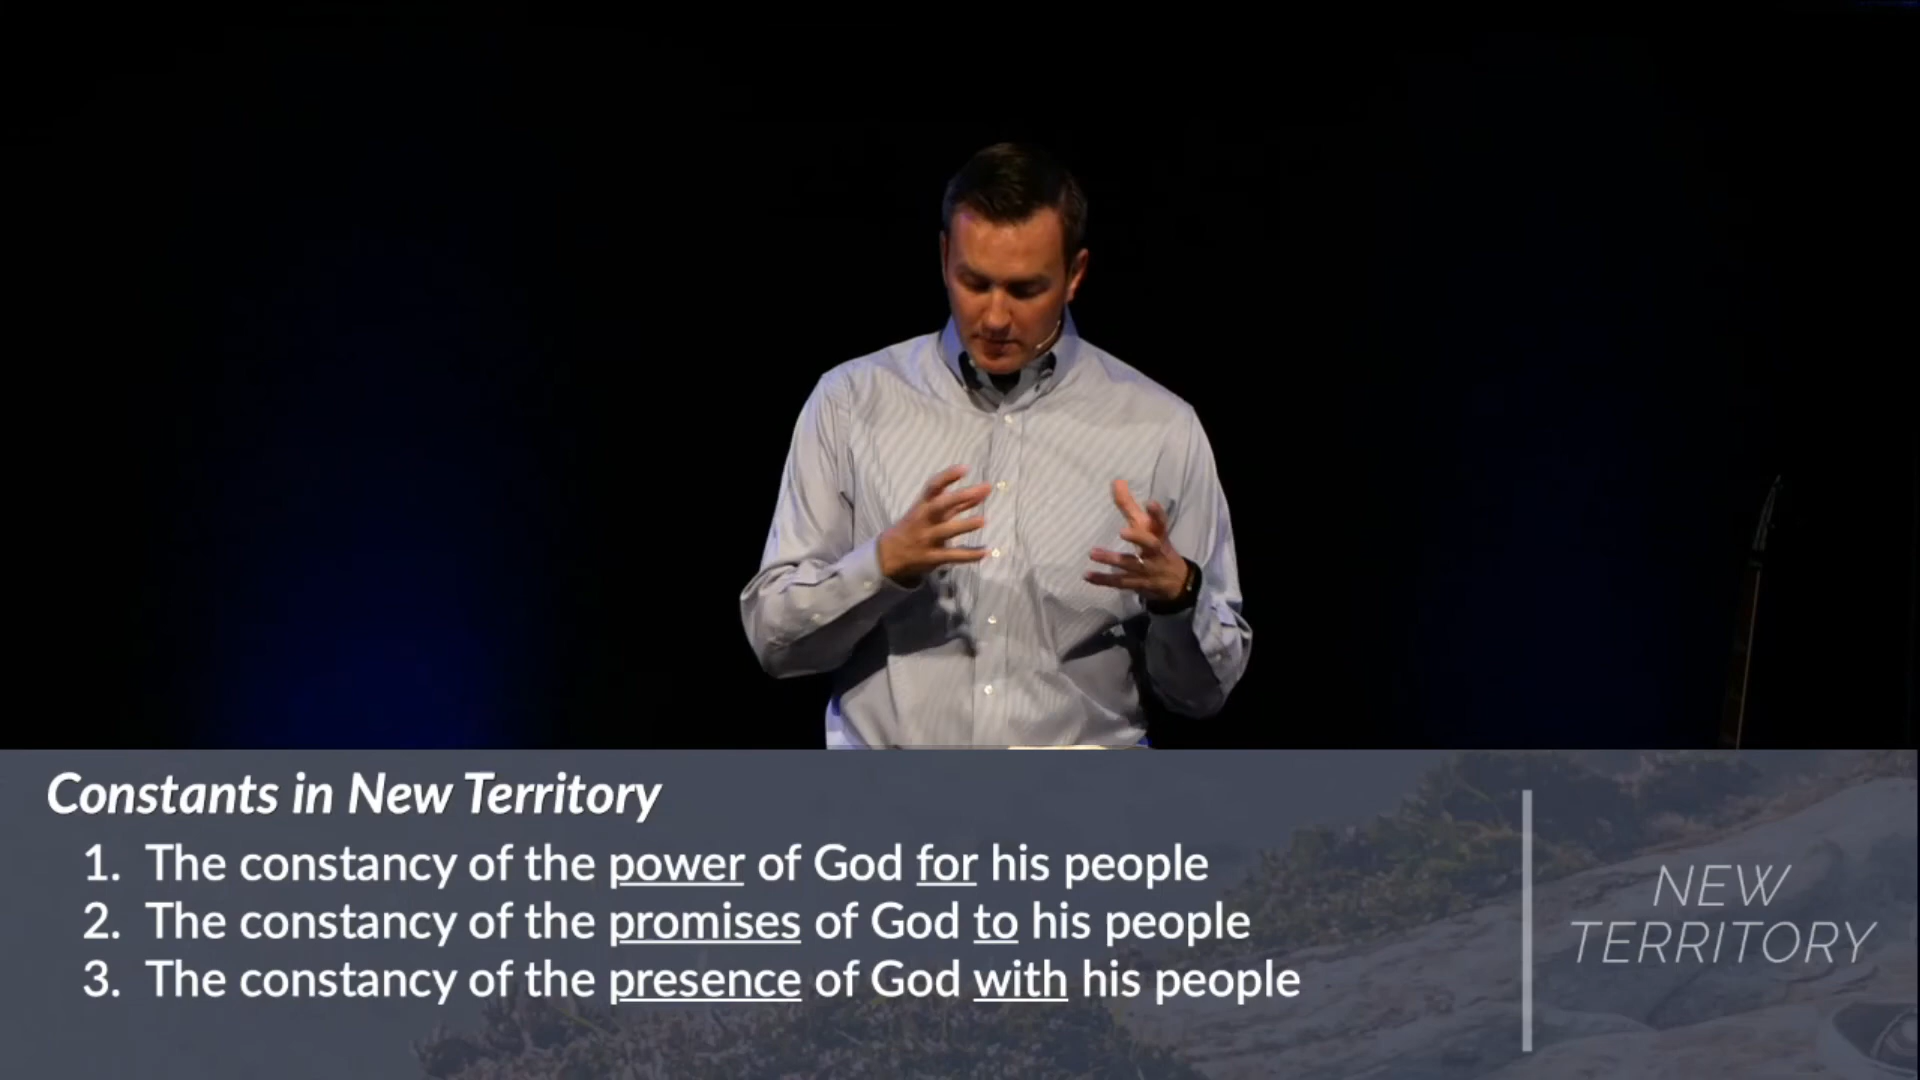 Constants in New Territory
1. The constancy of the power of God for his people
2. The constancy of the promises of God to his people
3. The constancy of the presence of God with his people
NEW
TERRITORY